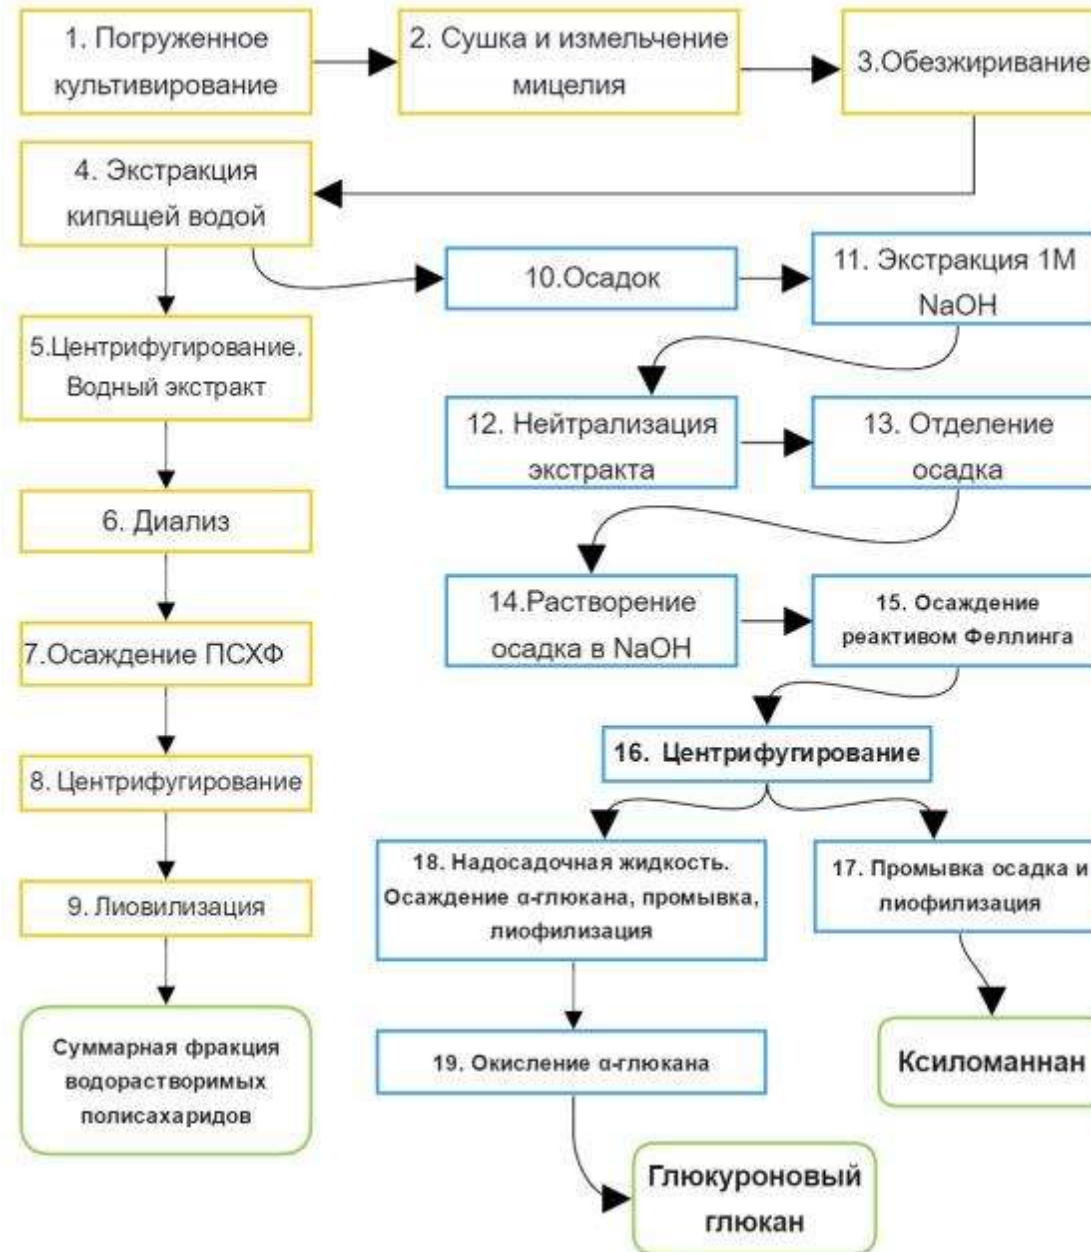 1. Погруженное
культивирование
2. Сушка и измельчение
мицелия
3.Обезжиривание
4. Экстракция
кипящей водой
10.Осадок
11. Экстракция 1М
NaOH
5.Центрифугирование.
Водный экстракт
12. Нейтрализация
экстракта
13. Отделение
осадка
6. Диализ
14.Растворение
осадка в NaOH
15. Осаждение
реактивом Феллинга
7.Осаждение ПСХФ
16. Центрифугирование
8. Центрифугирование
18. Надосадочная жидкость.
Осаждение α-глюкана, промывка,
лиофилизация
17. Промывка осадка и
лиофилизация
9. Лиовилизация
Суммарная фракция
водорастворимых
полисахаридов
19. Окисление α-глюкана
Ксиломаннан
Глюкуроновый
глюкан